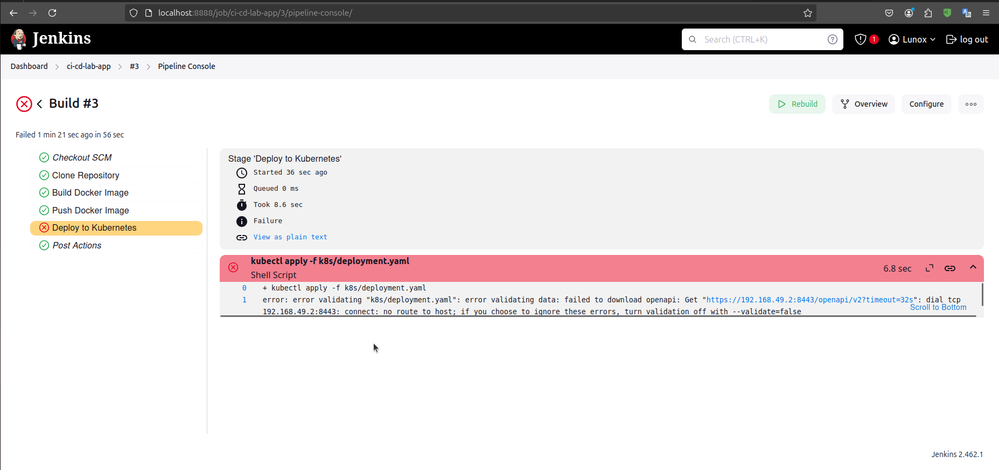 localhost:8888/job/ci-cd-lab-app/3/pipeline-console/
Jenkins
Search (CTRL+K)
1
Lunox
log out
Dashboard
ci-cd-lab-app
#3
Pipeline Console
Build #3
Rebuild
Overview
Configure
Failed 1 min 21 sec ago in 56 sec
Checkout SCM
Clone Repository
Build Docker Image
Push Docker Image
Deploy to Kubernetes
Post Actions
Stage 'Deploy to Kubernetes'
Started 36 sec ago
Queued 0 ms
Took 8.6 sec
Failure
View as plain text
kubectl apply -f k8s/deployment.yaml
Shell Script
6.8 sec
0 + kubectl apply -f k8s/deployment.yaml
1 error: error validating "k8s/deployment.yaml": error validating data: failed to download openapi: Get "https://192.168.49.2:8443/openapi/v2?timeout=32s": dial tcp
192.168.49.2:8443: connect: no route to host; if you choose to ignore these errors, turn validation off with --validate=false
Scroll to Bottom
Jenkins 2.462.1